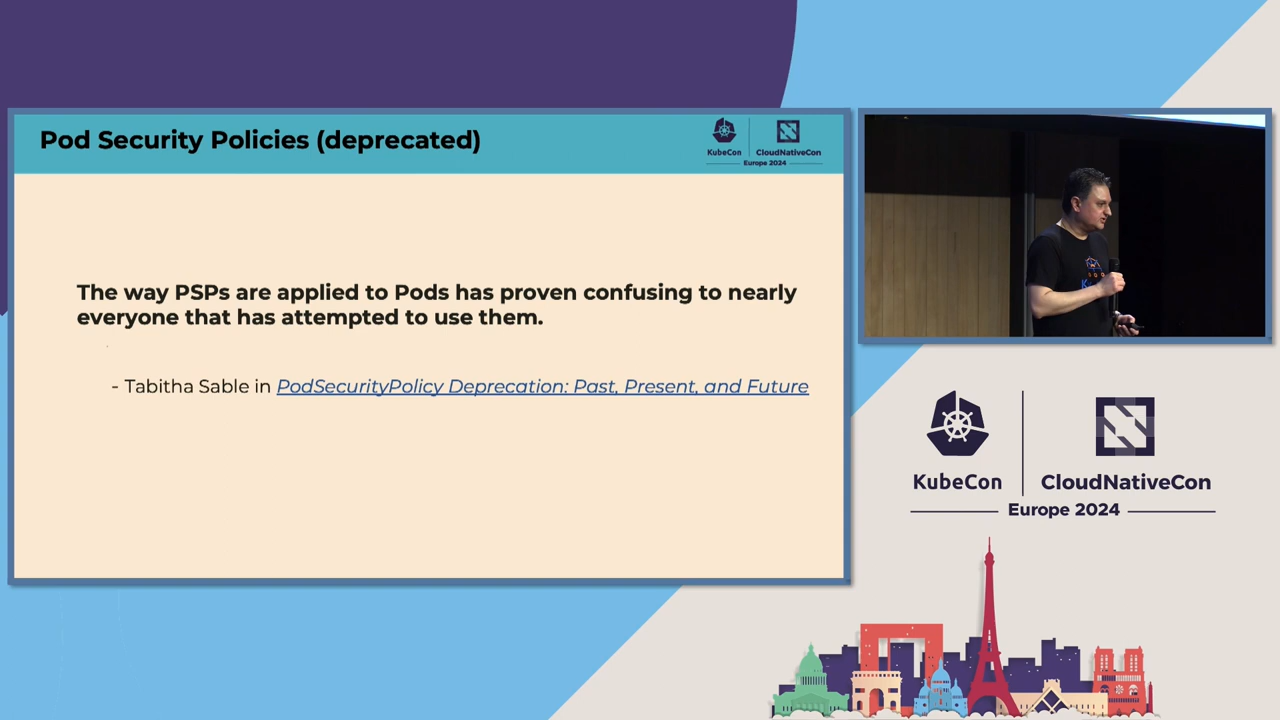 Pod Security Policies (deprecated)
KubeCon
CloudNativeCon
Europe 2024
The way PSPs are applied to Pods has proven confusing to nearly
everyone that has attempted to use them.
- Tabitha Sable in PodSecurityPolicy Deprecation: Past, Present, and Future
KubeCon
CloudNativeCon
Europe 2024